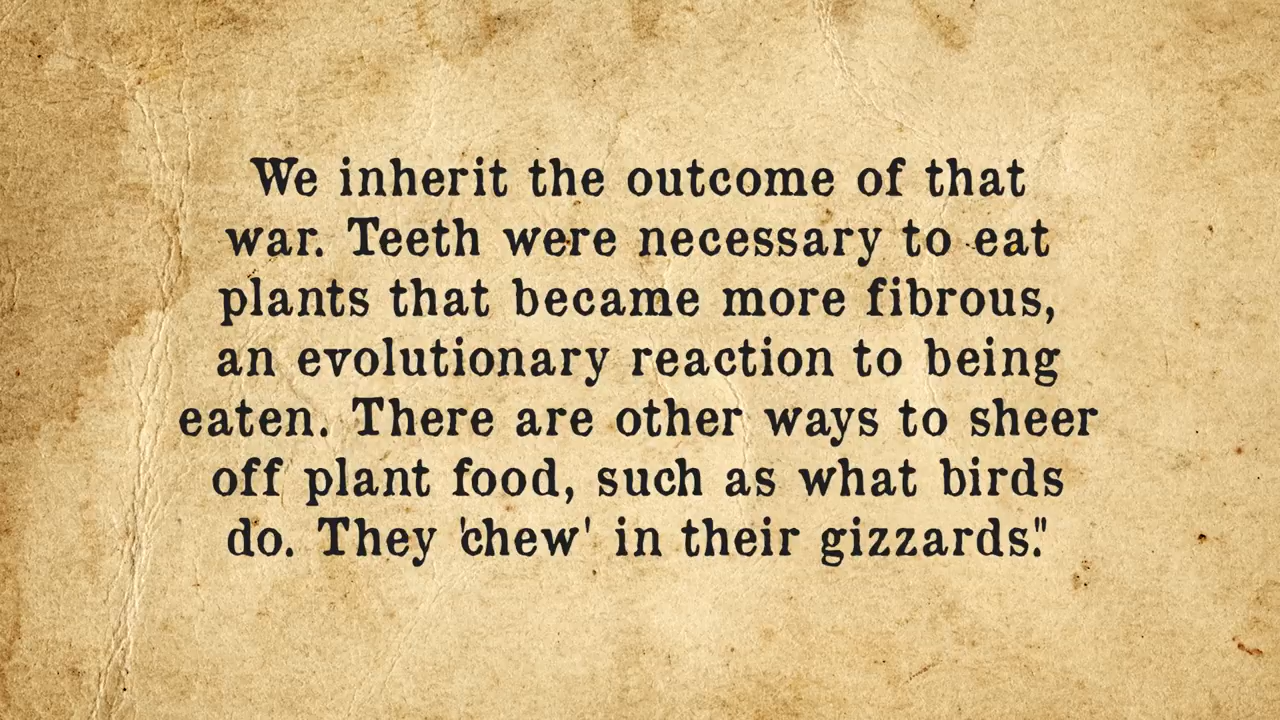 We inherit the outcome of that
war. Teeth were necessary to eat
plants that became more fibrous,
an evolutionary reaction to being
eaten. There are other ways to sheer
off plant food, such as what birds
do. They 'chew' in their gizzards."